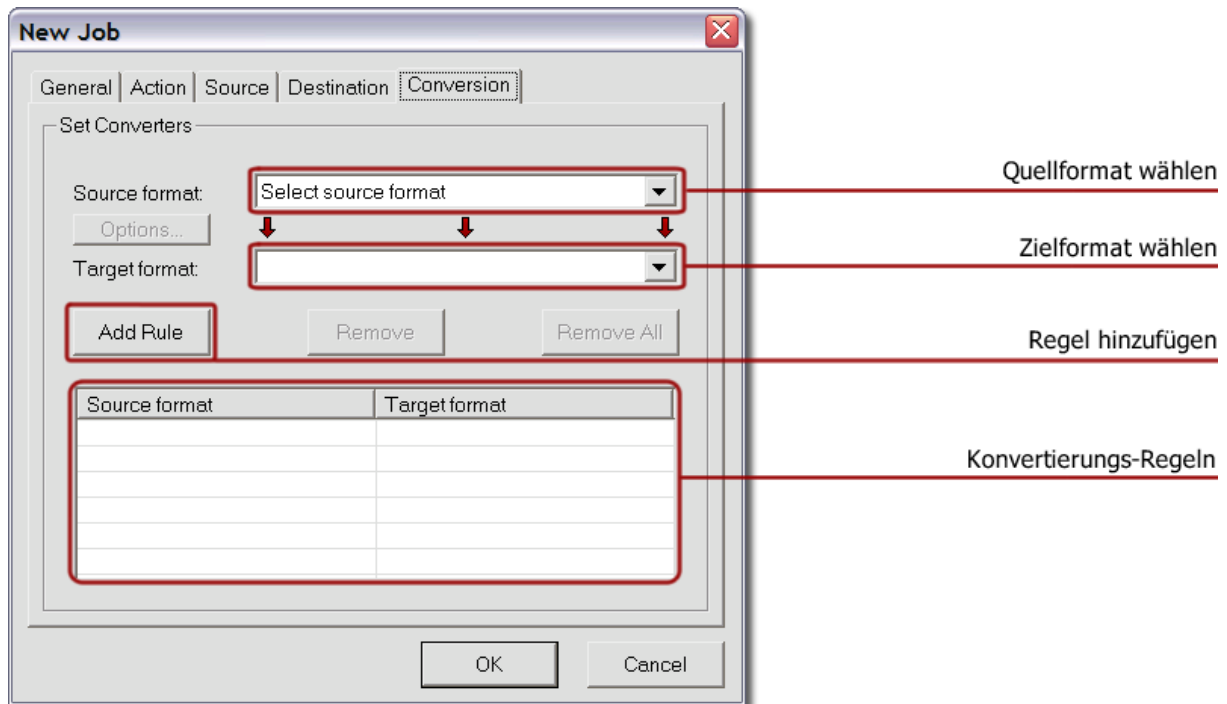 New Job
General Action Source Destination Conversion
Set Converters
Source format: Select source format
Quellformat wählen
Options...
Target format:
Zielformat wählen
Add Rule Remove Remove All
Regel hinzufügen
Source format Target format
Konvertierungs-Regeln
OK Cancel